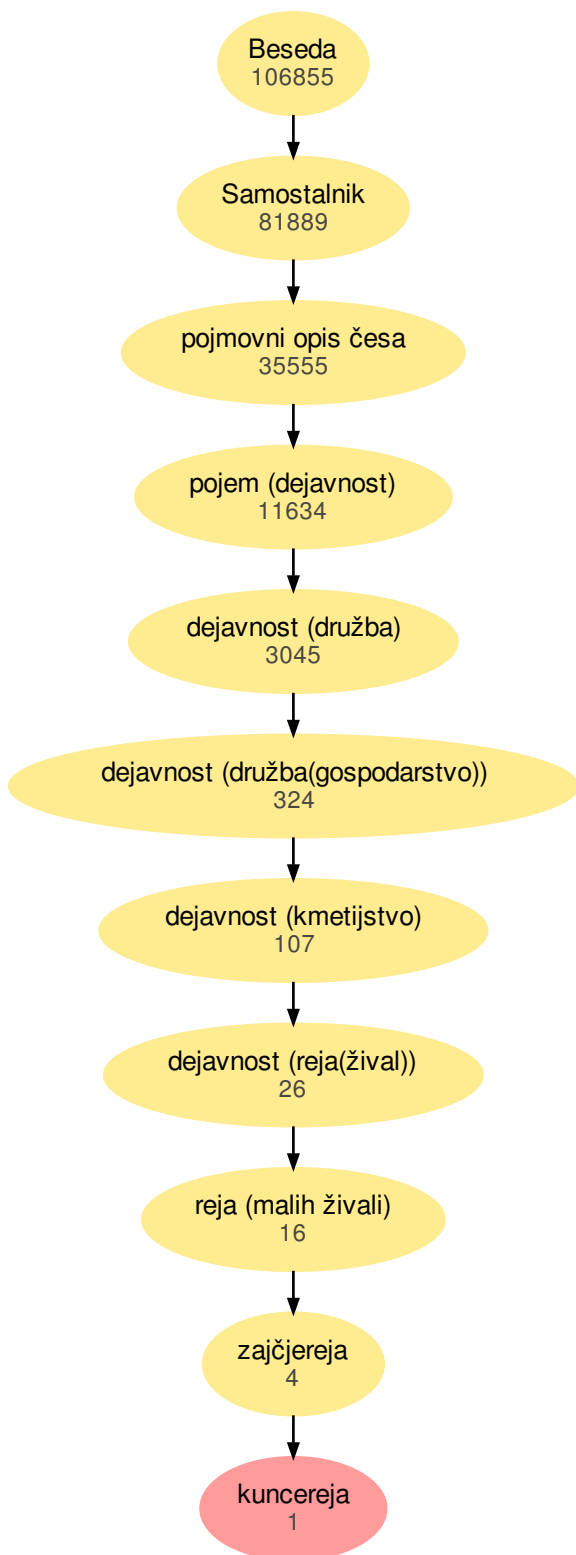 Beseda
106855
Samostalnik
81889
pojmovni opis česa
35555
pojem (dejavnost)
11634
dejavnost (družba)
3045
dejavnost (družba(gospodarstvo))
324
dejavnost (kmetijstvo)
107
dejavnost (reja(žival))
26
reja (malih živali)
16
zajčjereja
4
kuncereja
1